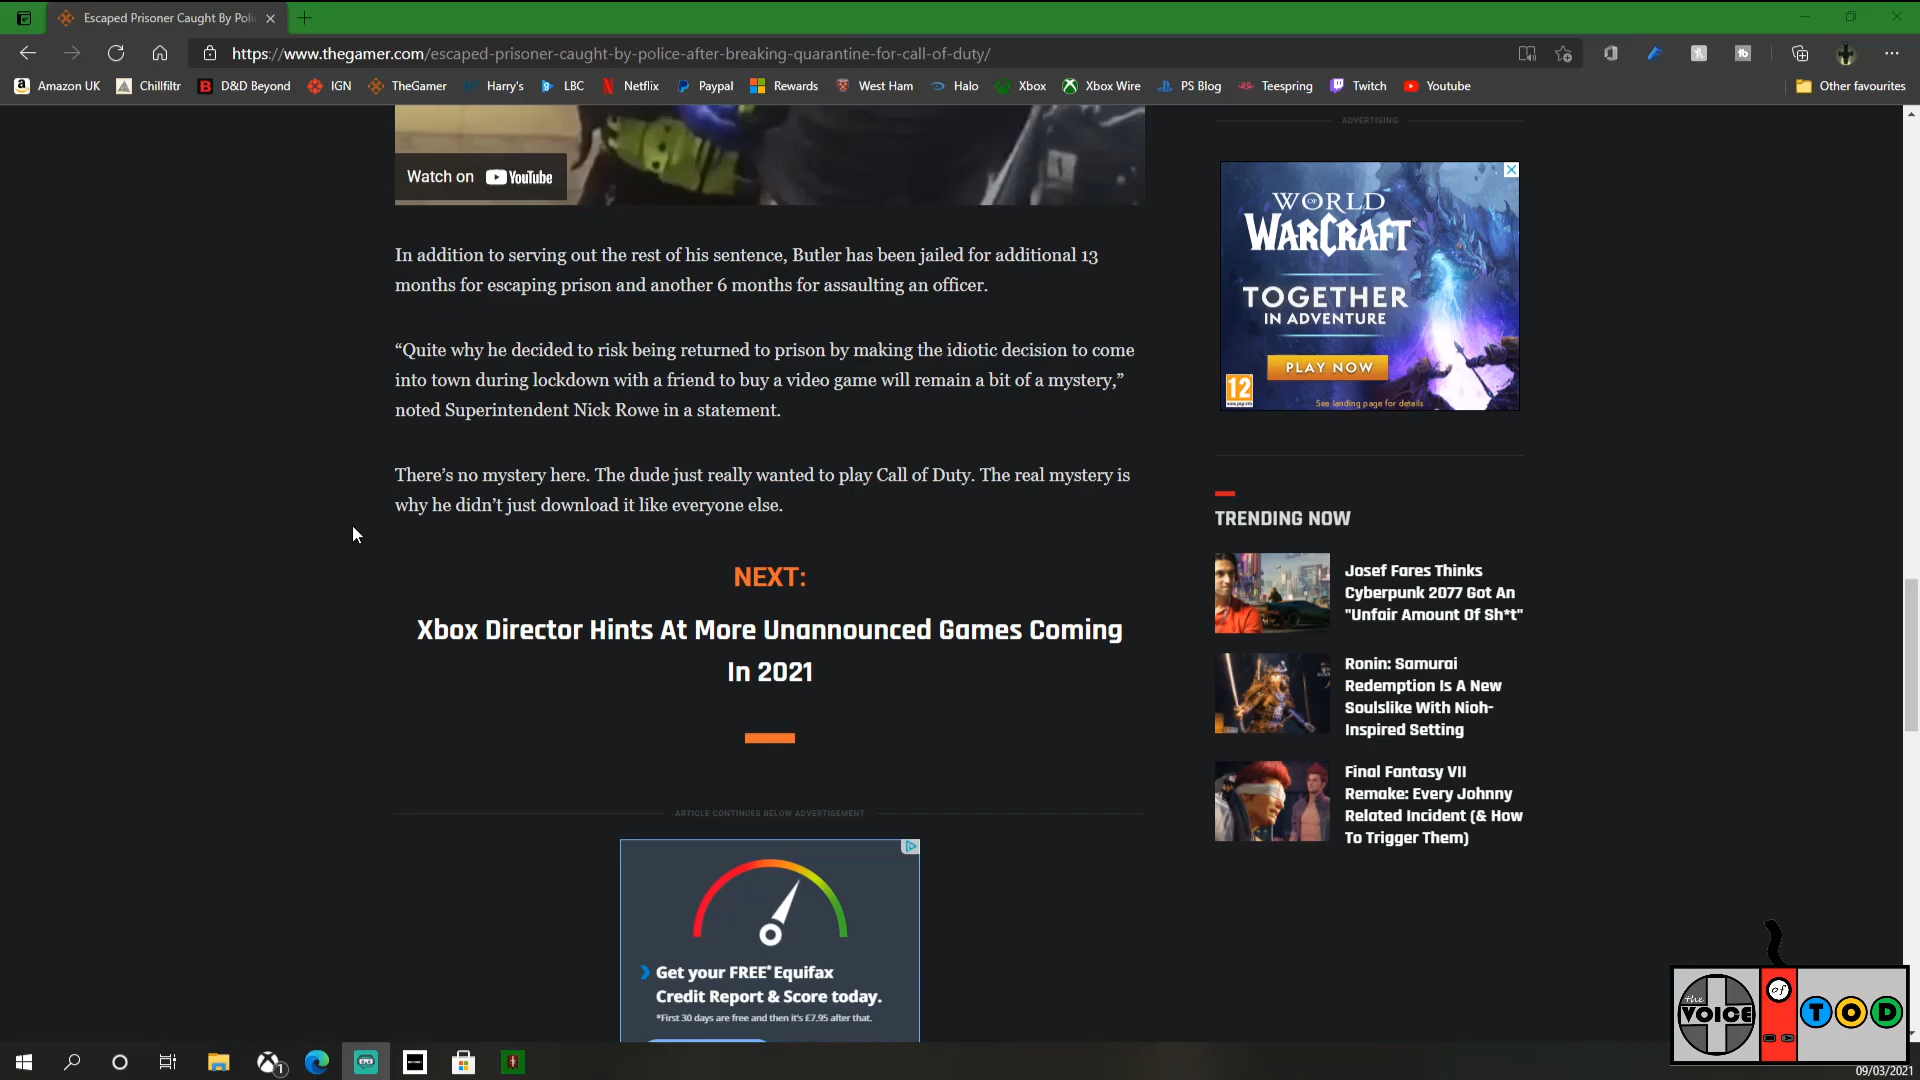 Escaped Prisoner Caught By Poli
https://www.thegamer.com/escaped-prisoner-caught-by-police-after-breaking-quarantine-for-call-of-duty/
Amazon UK Chillfiltr D&D Beyond IGN TheGamer Harry's LBC Netflix Paypal Rewards West Ham Halo Xbox Xbox Wire PS Blog Teespring Twitch Youtube Other favourites
Watch on YouTube
In addition to serving out the rest of his sentence, Butler has been jailed for additional 13
months for escaping prison and another 6 months for assaulting an officer.
“Quite why he decided to risk being returned to prison by making the idiotic decision to come
into town during lockdown with a friend to buy a video game will remain a bit of a mystery,”
noted Superintendent Nick Rowe in a statement.
There’s no mystery here. The dude just really wanted to play Call of Duty. The real mystery is
why he didn’t just download it like everyone else.
NEXT:
Xbox Director Hints At More Unannounced Games Coming
In 2021
ARTICLE CONTINUES BELOW ADVERTISEMENT
Get your FREE* Equifax
Credit Report & Score today.
*First 30 days are free and then it's £7.95 after that.
ADVERTISING
WORLD
OF
WARCRAFT
TOGETHER
IN ADVENTURE
PLAY NOW
12
See landing page for details
TRENDING NOW
Josef Fares Thinks
Cyberpunk 2077 Got An
"Unfair Amount Of Sh*t"
Ronin: Samurai
Redemption Is A New
Soulslike With Nioh-
Inspired Setting
Final Fantasy VII
Remake: Every Johnny
Related Incident (& How
To Trigger Them)
the
VOICE
of
TOD
1
09/03/2021